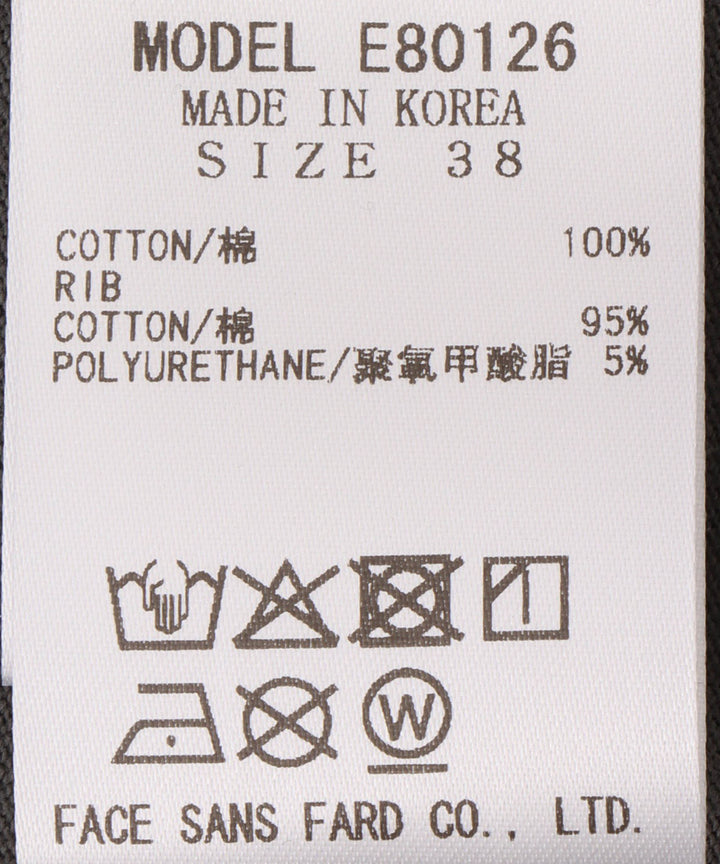 MODEL E80126
MADE IN KOREA
SIZE 38
COTTON/棉 100%
RIB
COTTON/棉 95%
POLYURETHANE/聚氯甲酸脂 5%
W
FACE SANS FARD CO., LTD.